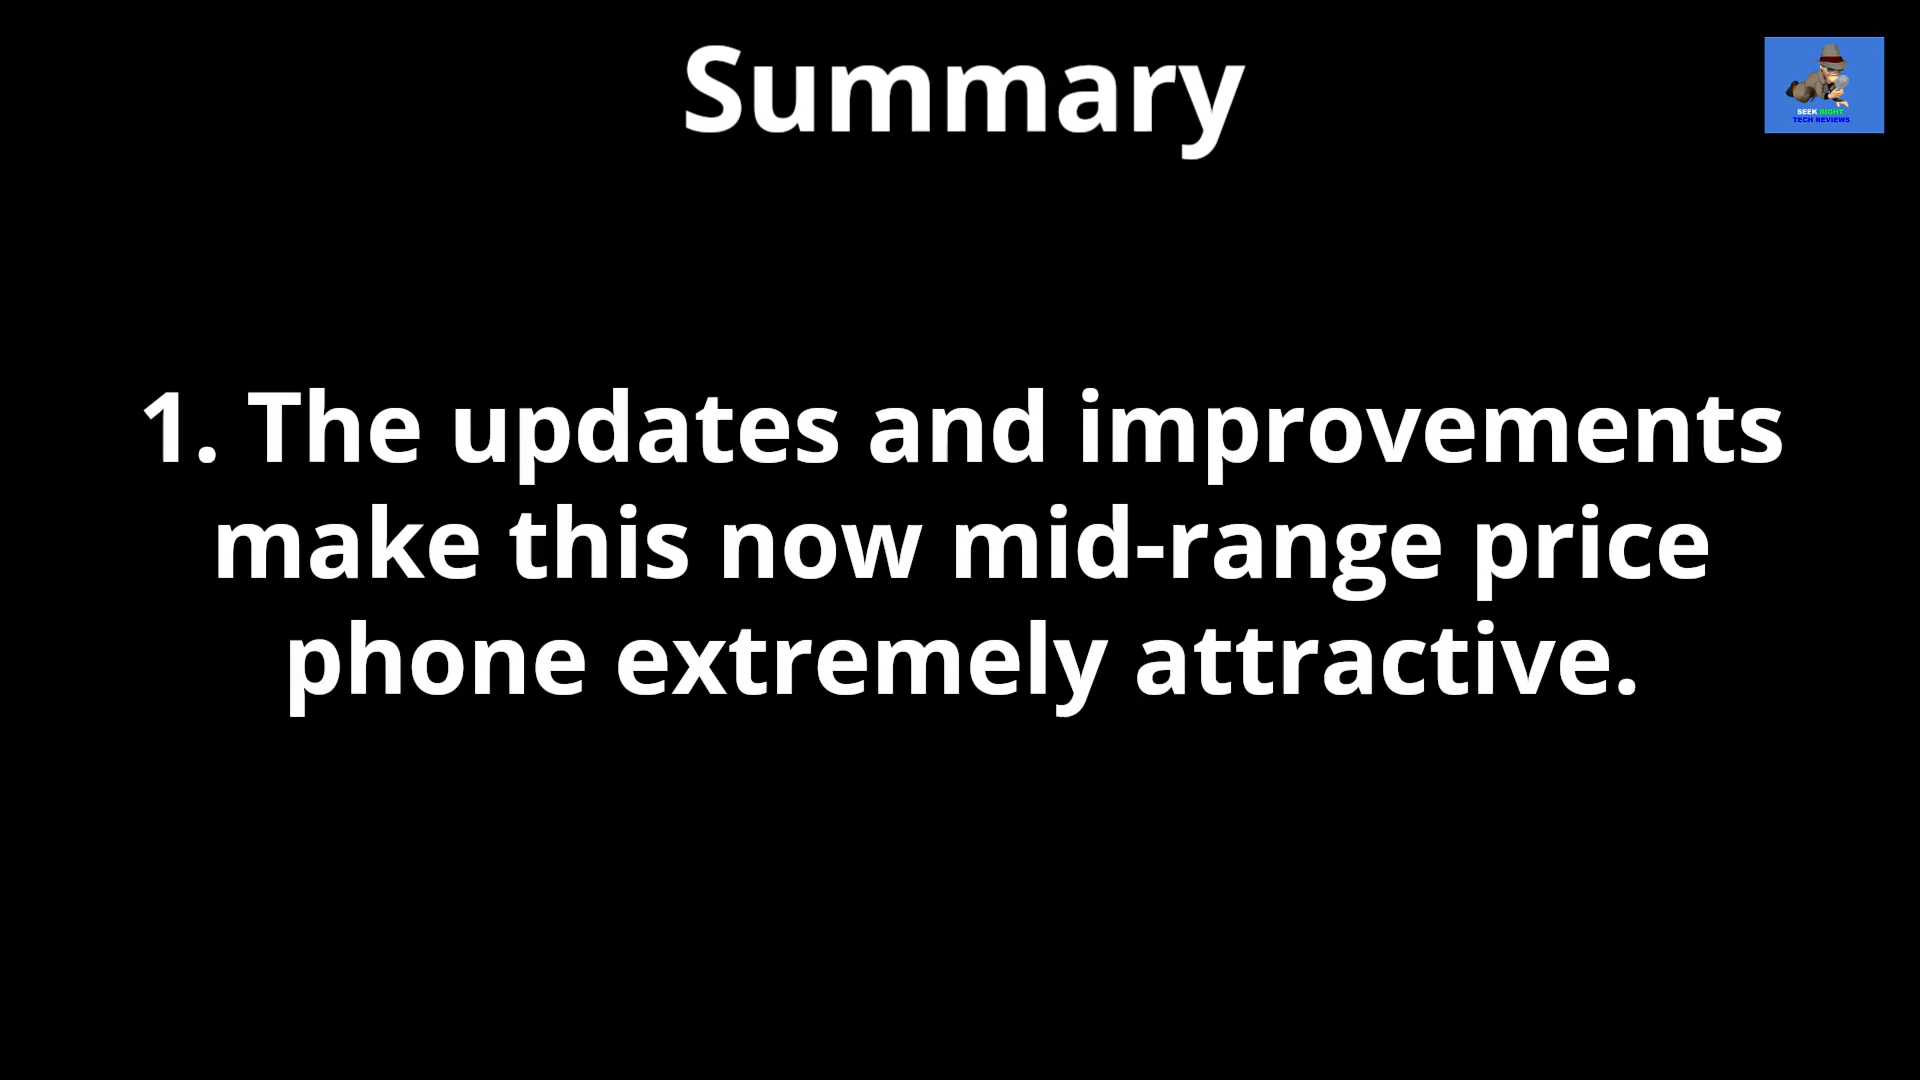 Summary
SEEK RIGHT
TECH REVIEWS
1. The updates and improvements
make this now mid-range price
phone extremely attractive.